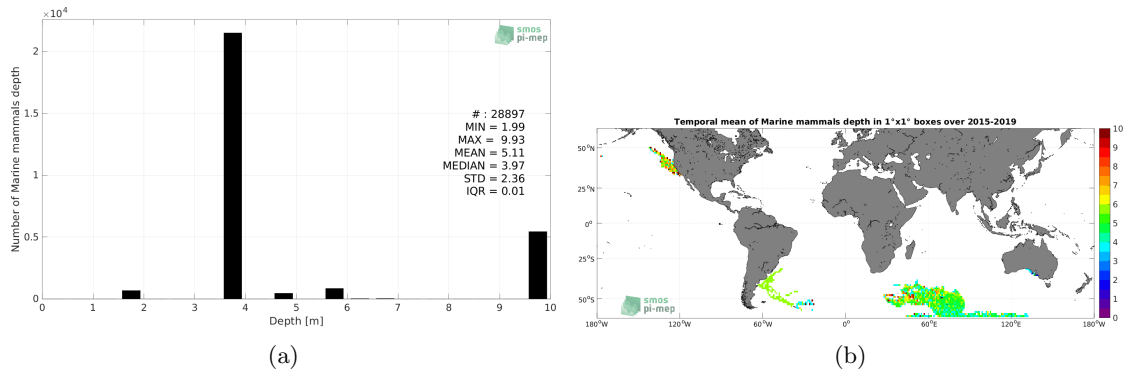 ×10⁴
smos
pi-mep
2
1.5
1
0.5
0
Number of Marine mammals depth
# : 28897
MIN = 1.99
MAX = 9.93
MEAN = 5.11
MEDIAN = 3.97
STD = 2.36
IQR = 0.01
0 1 2 3 4 5 6 7 8 9 10
Depth [m]
(a)
Temporal mean of Marine mammals depth in 1°x1° boxes over 2015-2019
50°N
25°N
0°
25°S
50°S
180°W 120°W 60°W 0° 60°E 120°E 180°W
smos
pi-mep
10
9
8
7
6
5
4
3
2
1
0
(b)